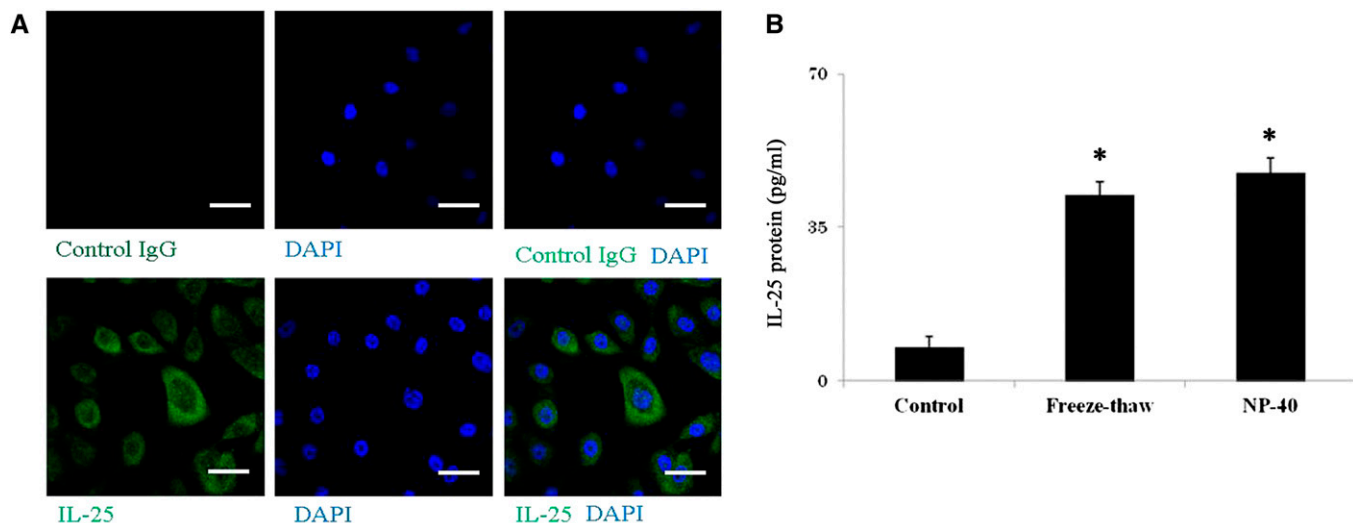 A
Control IgG
DAPI
Control IgG DAPI
IL-25
DAPI
IL-25 DAPI
B
IL-25 protein (pg/ml)
70
35
0
*
*
Control
Freeze-thaw
NP-40